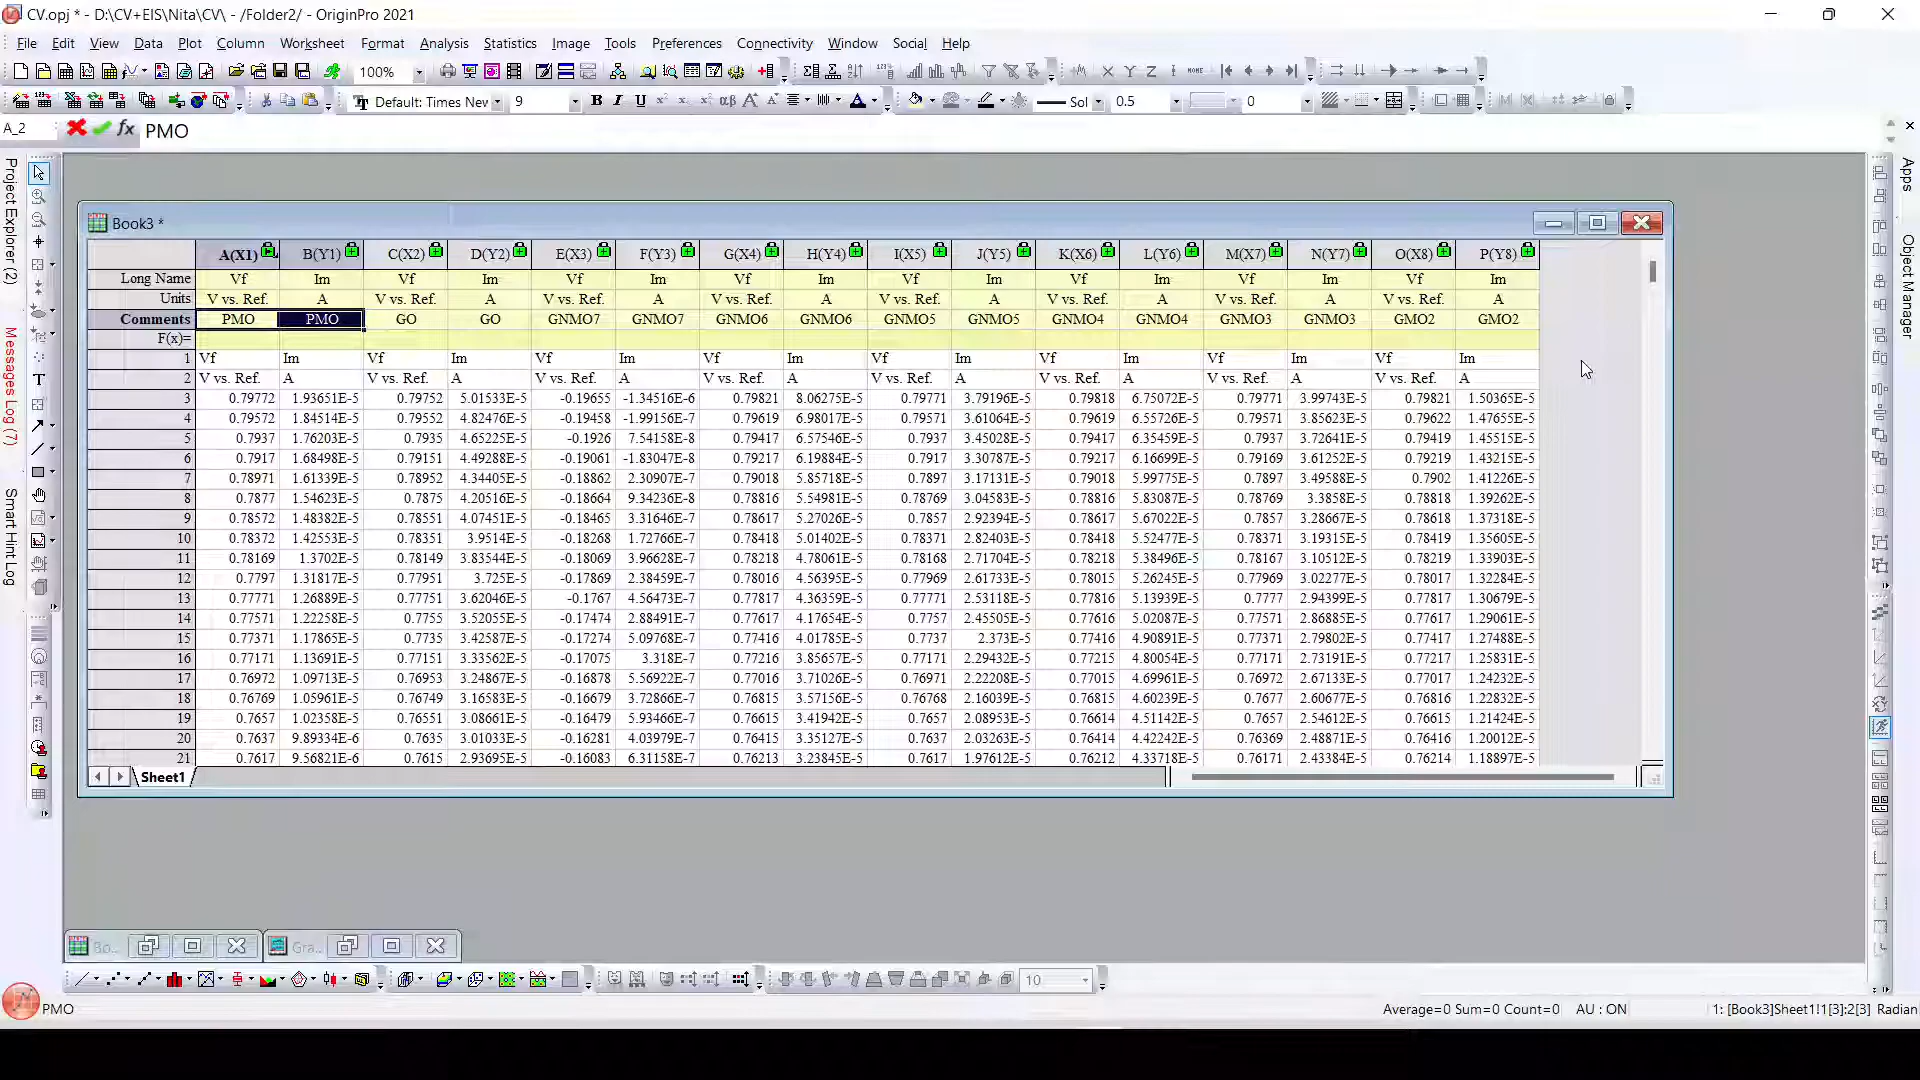 CV.opj * - D:\CV+EIS\Nita\CV\ - /Folder2/ - OriginPro 2021
File Edit View Data Plot Column Worksheet Format Analysis Statistics Image Tools Preferences Connectivity Window Social Help
100%
Default: Times New 9 B I U αβ A A A Sol 0.5 0
A_2 fx PMO
Project Explorer (2)
Messages Log (7)
Smart Hint Log
Apps
Object Manager
Book3 *
A(X1) B(Y1) C(X2) D(Y2) E(X3) F(Y3) G(X4) H(Y4) I(X5) J(Y5) K(X6) L(Y6) M(X7) N(Y7) O(X8) P(Y8)
Long Name Vf Im Vf Im Vf Im Vf Im Vf Im Vf Im Vf Im Vf Im
Units V vs. Ref. A V vs. Ref. A V vs. Ref. A V vs. Ref. A V vs. Ref. A V vs. Ref. A V vs. Ref. A V vs. Ref. A
Comments PMO PMO GO GO GNMO7 GNMO7 GNMO6 GNMO6 GNMO5 GNMO5 GNMO4 GNMO4 GNMO3 GNMO3 GMO2 GMO2
F(x)=
1 Vf Im Vf Im Vf Im Vf Im Vf Im Vf Im Vf Im Vf Im
2 V vs. Ref. A V vs. Ref. A V vs. Ref. A V vs. Ref. A V vs. Ref. A V vs. Ref. A V vs. Ref. A V vs. Ref. A
3 0.79772 1.93651E-5 0.79752 5.01533E-5 -0.19655 -1.34516E-6 0.79821 8.06275E-5 0.79771 3.79196E-5 0.79818 6.75072E-5 0.79771 3.99743E-5 0.79821 1.50365E-5
4 0.79572 1.84514E-5 0.79552 4.82476E-5 -0.19458 -1.99156E-7 0.79619 6.98017E-5 0.79571 3.61064E-5 0.79619 6.55726E-5 0.79571 3.85623E-5 0.79622 1.47655E-5
5 0.7937 1.76203E-5 0.7935 4.65225E-5 -0.1926 7.54158E-8 0.79417 6.57546E-5 0.7937 3.45028E-5 0.79417 6.35459E-5 0.7937 3.72641E-5 0.79419 1.45515E-5
6 0.7917 1.68498E-5 0.79151 4.49288E-5 -0.19061 -1.83047E-8 0.79217 6.19884E-5 0.7917 3.30787E-5 0.79217 6.16699E-5 0.79169 3.61252E-5 0.79219 1.43215E-5
7 0.78971 1.61339E-5 0.78952 4.34405E-5 -0.18862 2.30907E-7 0.79018 5.85718E-5 0.7897 3.17131E-5 0.79018 5.99775E-5 0.7897 3.49588E-5 0.7902 1.41226E-5
8 0.7877 1.54623E-5 0.7875 4.20516E-5 -0.18664 9.34236E-8 0.78816 5.54981E-5 0.78769 3.04583E-5 0.78816 5.83087E-5 0.78769 3.3858E-5 0.78818 1.39262E-5
9 0.78572 1.48382E-5 0.78551 4.07451E-5 -0.18465 3.31646E-7 0.78617 5.27026E-5 0.7857 2.92394E-5 0.78617 5.67022E-5 0.7857 3.28667E-5 0.78618 1.37318E-5
10 0.78372 1.42553E-5 0.78351 3.9514E-5 -0.18268 1.72766E-7 0.78418 5.01402E-5 0.78371 2.82403E-5 0.78418 5.52477E-5 0.78371 3.19315E-5 0.78419 1.35605E-5
11 0.78169 1.3702E-5 0.78149 3.83544E-5 -0.18069 3.96628E-7 0.78218 4.78061E-5 0.78168 2.71704E-5 0.78218 5.38496E-5 0.78167 3.10512E-5 0.78219 1.33903E-5
12 0.7797 1.31817E-5 0.77951 3.725E-5 -0.17869 2.38459E-7 0.78016 4.56395E-5 0.77969 2.61733E-5 0.78015 5.26245E-5 0.77969 3.02277E-5 0.78017 1.32284E-5
13 0.77771 1.26889E-5 0.77751 3.62046E-5 -0.1767 4.56473E-7 0.77817 4.36359E-5 0.77771 2.53118E-5 0.77816 5.13939E-5 0.7777 2.94399E-5 0.77817 1.30679E-5
14 0.77571 1.22258E-5 0.7755 3.52055E-5 -0.17474 2.88491E-7 0.77617 4.17654E-5 0.7757 2.45505E-5 0.77616 5.02087E-5 0.77571 2.86885E-5 0.77617 1.29061E-5
15 0.77371 1.17865E-5 0.7735 3.42587E-5 -0.17274 5.09768E-7 0.77416 4.01785E-5 0.7737 2.373E-5 0.77416 4.90891E-5 0.77371 2.79802E-5 0.77417 1.27488E-5
16 0.77171 1.13691E-5 0.77151 3.33562E-5 -0.17075 3.318E-7 0.77216 3.85657E-5 0.77171 2.29432E-5 0.77215 4.80054E-5 0.77171 2.73191E-5 0.77217 1.25831E-5
17 0.76972 1.09713E-5 0.76953 3.24867E-5 -0.16878 5.56922E-7 0.77016 3.71026E-5 0.76971 2.22208E-5 0.77015 4.69961E-5 0.76972 2.67133E-5 0.77017 1.24232E-5
18 0.76769 1.05961E-5 0.76749 3.16583E-5 -0.16679 3.72866E-7 0.76815 3.57156E-5 0.76768 2.16039E-5 0.76815 4.60239E-5 0.7677 2.60677E-5 0.76816 1.22832E-5
19 0.7657 1.02358E-5 0.76551 3.08661E-5 -0.16479 5.93466E-7 0.76615 3.41942E-5 0.7657 2.08953E-5 0.76614 4.51142E-5 0.7657 2.54612E-5 0.76615 1.21424E-5
20 0.7637 9.89334E-6 0.7635 3.01033E-5 -0.16281 4.03979E-7 0.76415 3.35127E-5 0.7637 2.03263E-5 0.76414 4.42242E-5 0.76369 2.48871E-5 0.76416 1.20012E-5
21 0.7617 9.56821E-6 0.7615 2.93695E-5 -0.16083 6.31158E-7 0.76213 3.23845E-5 0.7617 1.97612E-5 0.76212 4.33718E-5 0.76171 2.43384E-5 0.76214 1.18897E-5
Sheet1
Bo... Gra...
10
PMO Average=0 Sum=0 Count=0 AU : ON 1: [Book3]Sheet1!1[3]:2[3] Radian